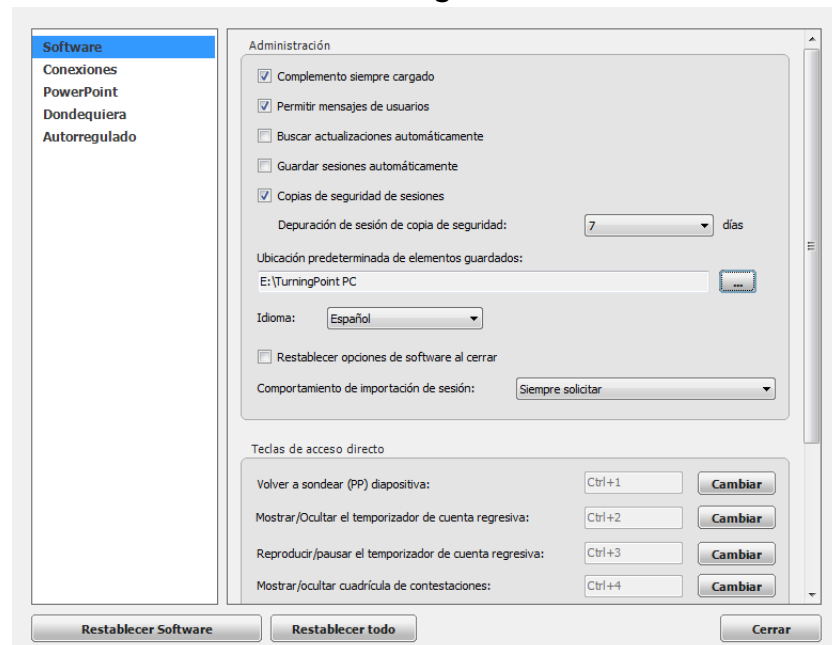 Software
Conexiones
PowerPoint
Dondequiera
Autorregulado
Administración
Complemento siempre cargado
Permitir mensajes de usuarios
Buscar actualizaciones automáticamente
Guardar sesiones automáticamente
Copias de seguridad de sesiones
Depuración de sesión de copia de seguridad: 7 días
Ubicación predeterminada de elementos guardados:
E:\TurningPoint PC ...
Idioma: Español
Restablecer opciones de software al cerrar
Comportamiento de importación de sesión: Siempre solicitar
Teclas de acceso directo
Volver a sondear (PP) diapositiva: Ctrl+1 Cambiar
Mostrar/Ocultar el temporizador de cuenta regresiva: Ctrl+2 Cambiar
Reproducir/pausar el temporizador de cuenta regresiva: Ctrl+3 Cambiar
Mostrar/ocultar cuadrícula de contestaciones: Ctrl+4 Cambiar
Restablecer Software Restablecer todo Cerrar